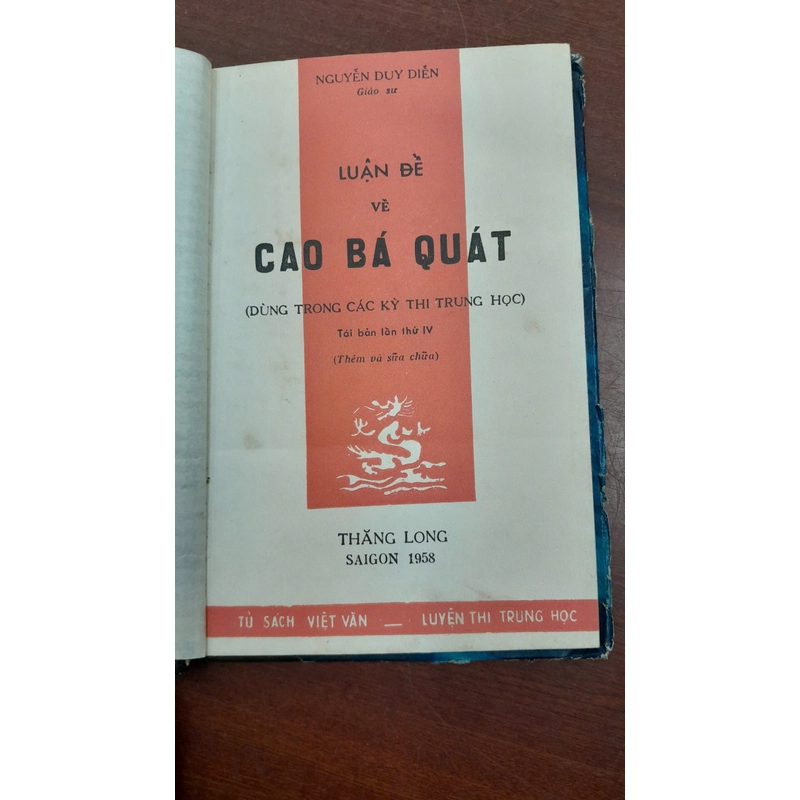 NGUYỄN DUY DIỄN
Giáo sư
LUẬN ĐỀ
VỀ
CAO BÁ QUÁT
(DÙNG TRONG CÁC KỲ THI TRUNG HỌC)
Tái bản lần thứ IV
(Thêm và sữa chữa)
THĂNG LONG
SAIGON 1958
TỦ SÁCH VIỆT VĂN — LUYỆN THI TRUNG HỌC